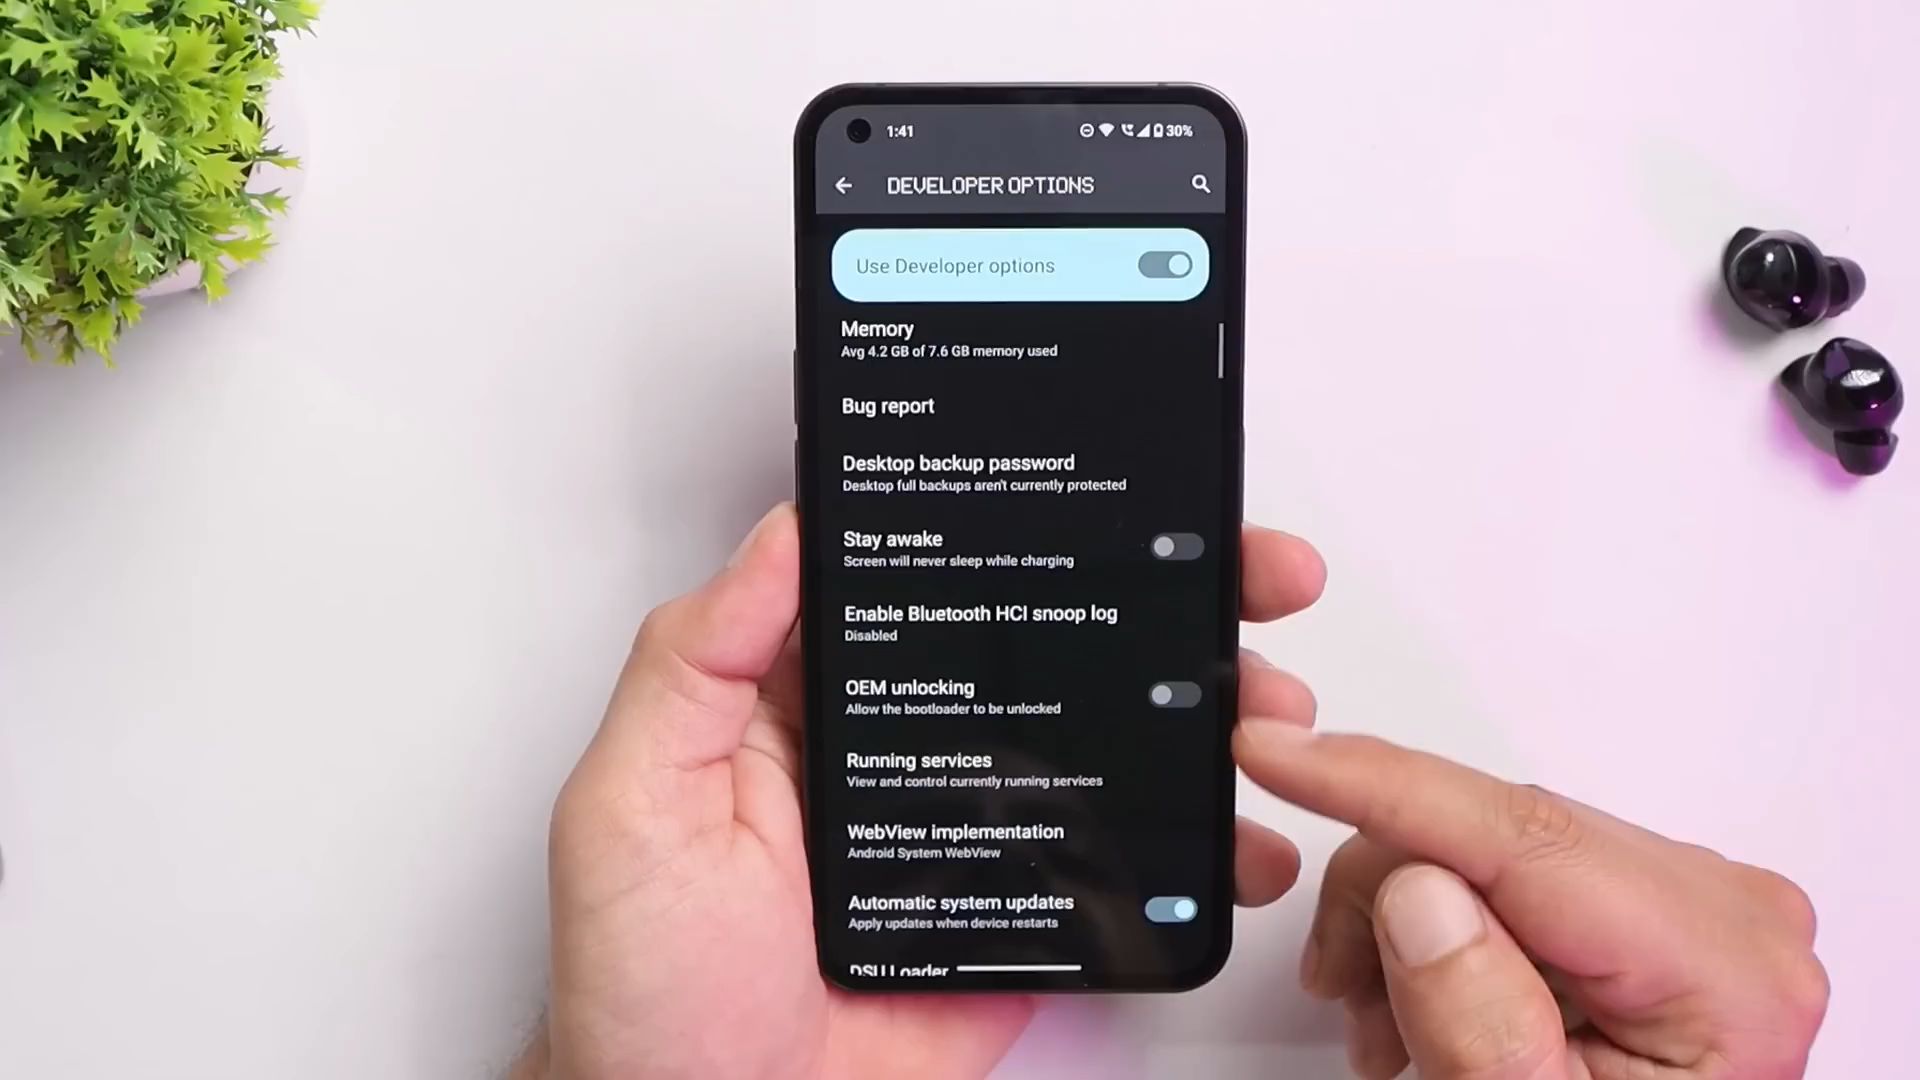 1:41
30%
DEVELOPER OPTIONS
Use Developer options
Memory
Avg 4.2 GB of 7.6 GB memory used
Bug report
Desktop backup password
Desktop full backups aren't currently protected
Stay awake
Screen will never sleep while charging
Enable Bluetooth HCI snoop log
Disabled
OEM unlocking
Allow the bootloader to be unlocked
Running services
View and control currently running services
WebView implementation
Android System WebView
Automatic system updates
Apply updates when device restarts
DSU Loader